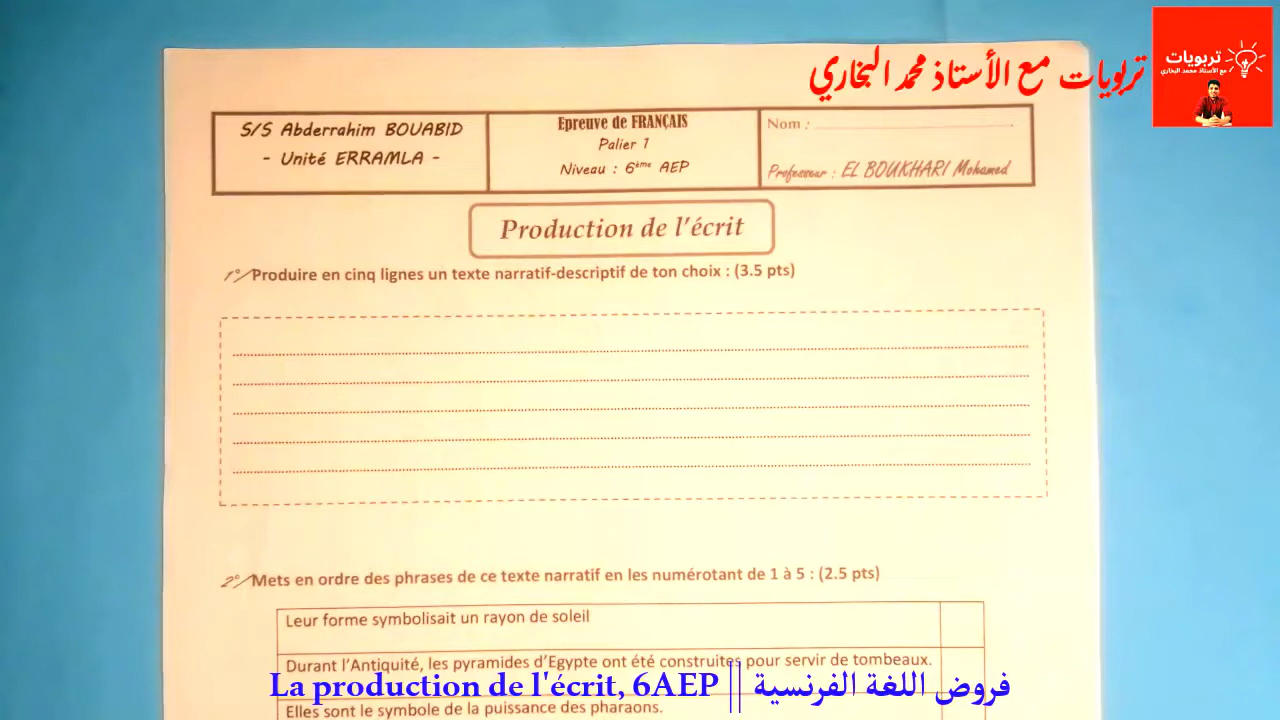 تربويات مع الأستاذ محمد البخاري
تربويات
مع الأستاذ محمد البخاري
S/S Abderrahim BOUABID
- Unité ERRAMLA -
Epreuve de FRANÇAIS
Palier 1
Niveau : 6ème AEP
Nom :
Professeur : EL BOUKHARI Mohamed
Production de l'écrit
1°/ Produire en cinq lignes un texte narratif-descriptif de ton choix : (3.5 pts)
2°/ Mets en ordre des phrases de ce texte narratif en les numérotant de 1 à 5 : (2.5 pts)
Leur forme symbolisait un rayon de soleil
Durant l'Antiquité, les pyramides d'Egypte ont été construites pour servir de tombeaux.
La production de l'écrit, 6AEP || فروض اللغة الفرنسية
Elles sont le symbole de la puissance des pharaons.